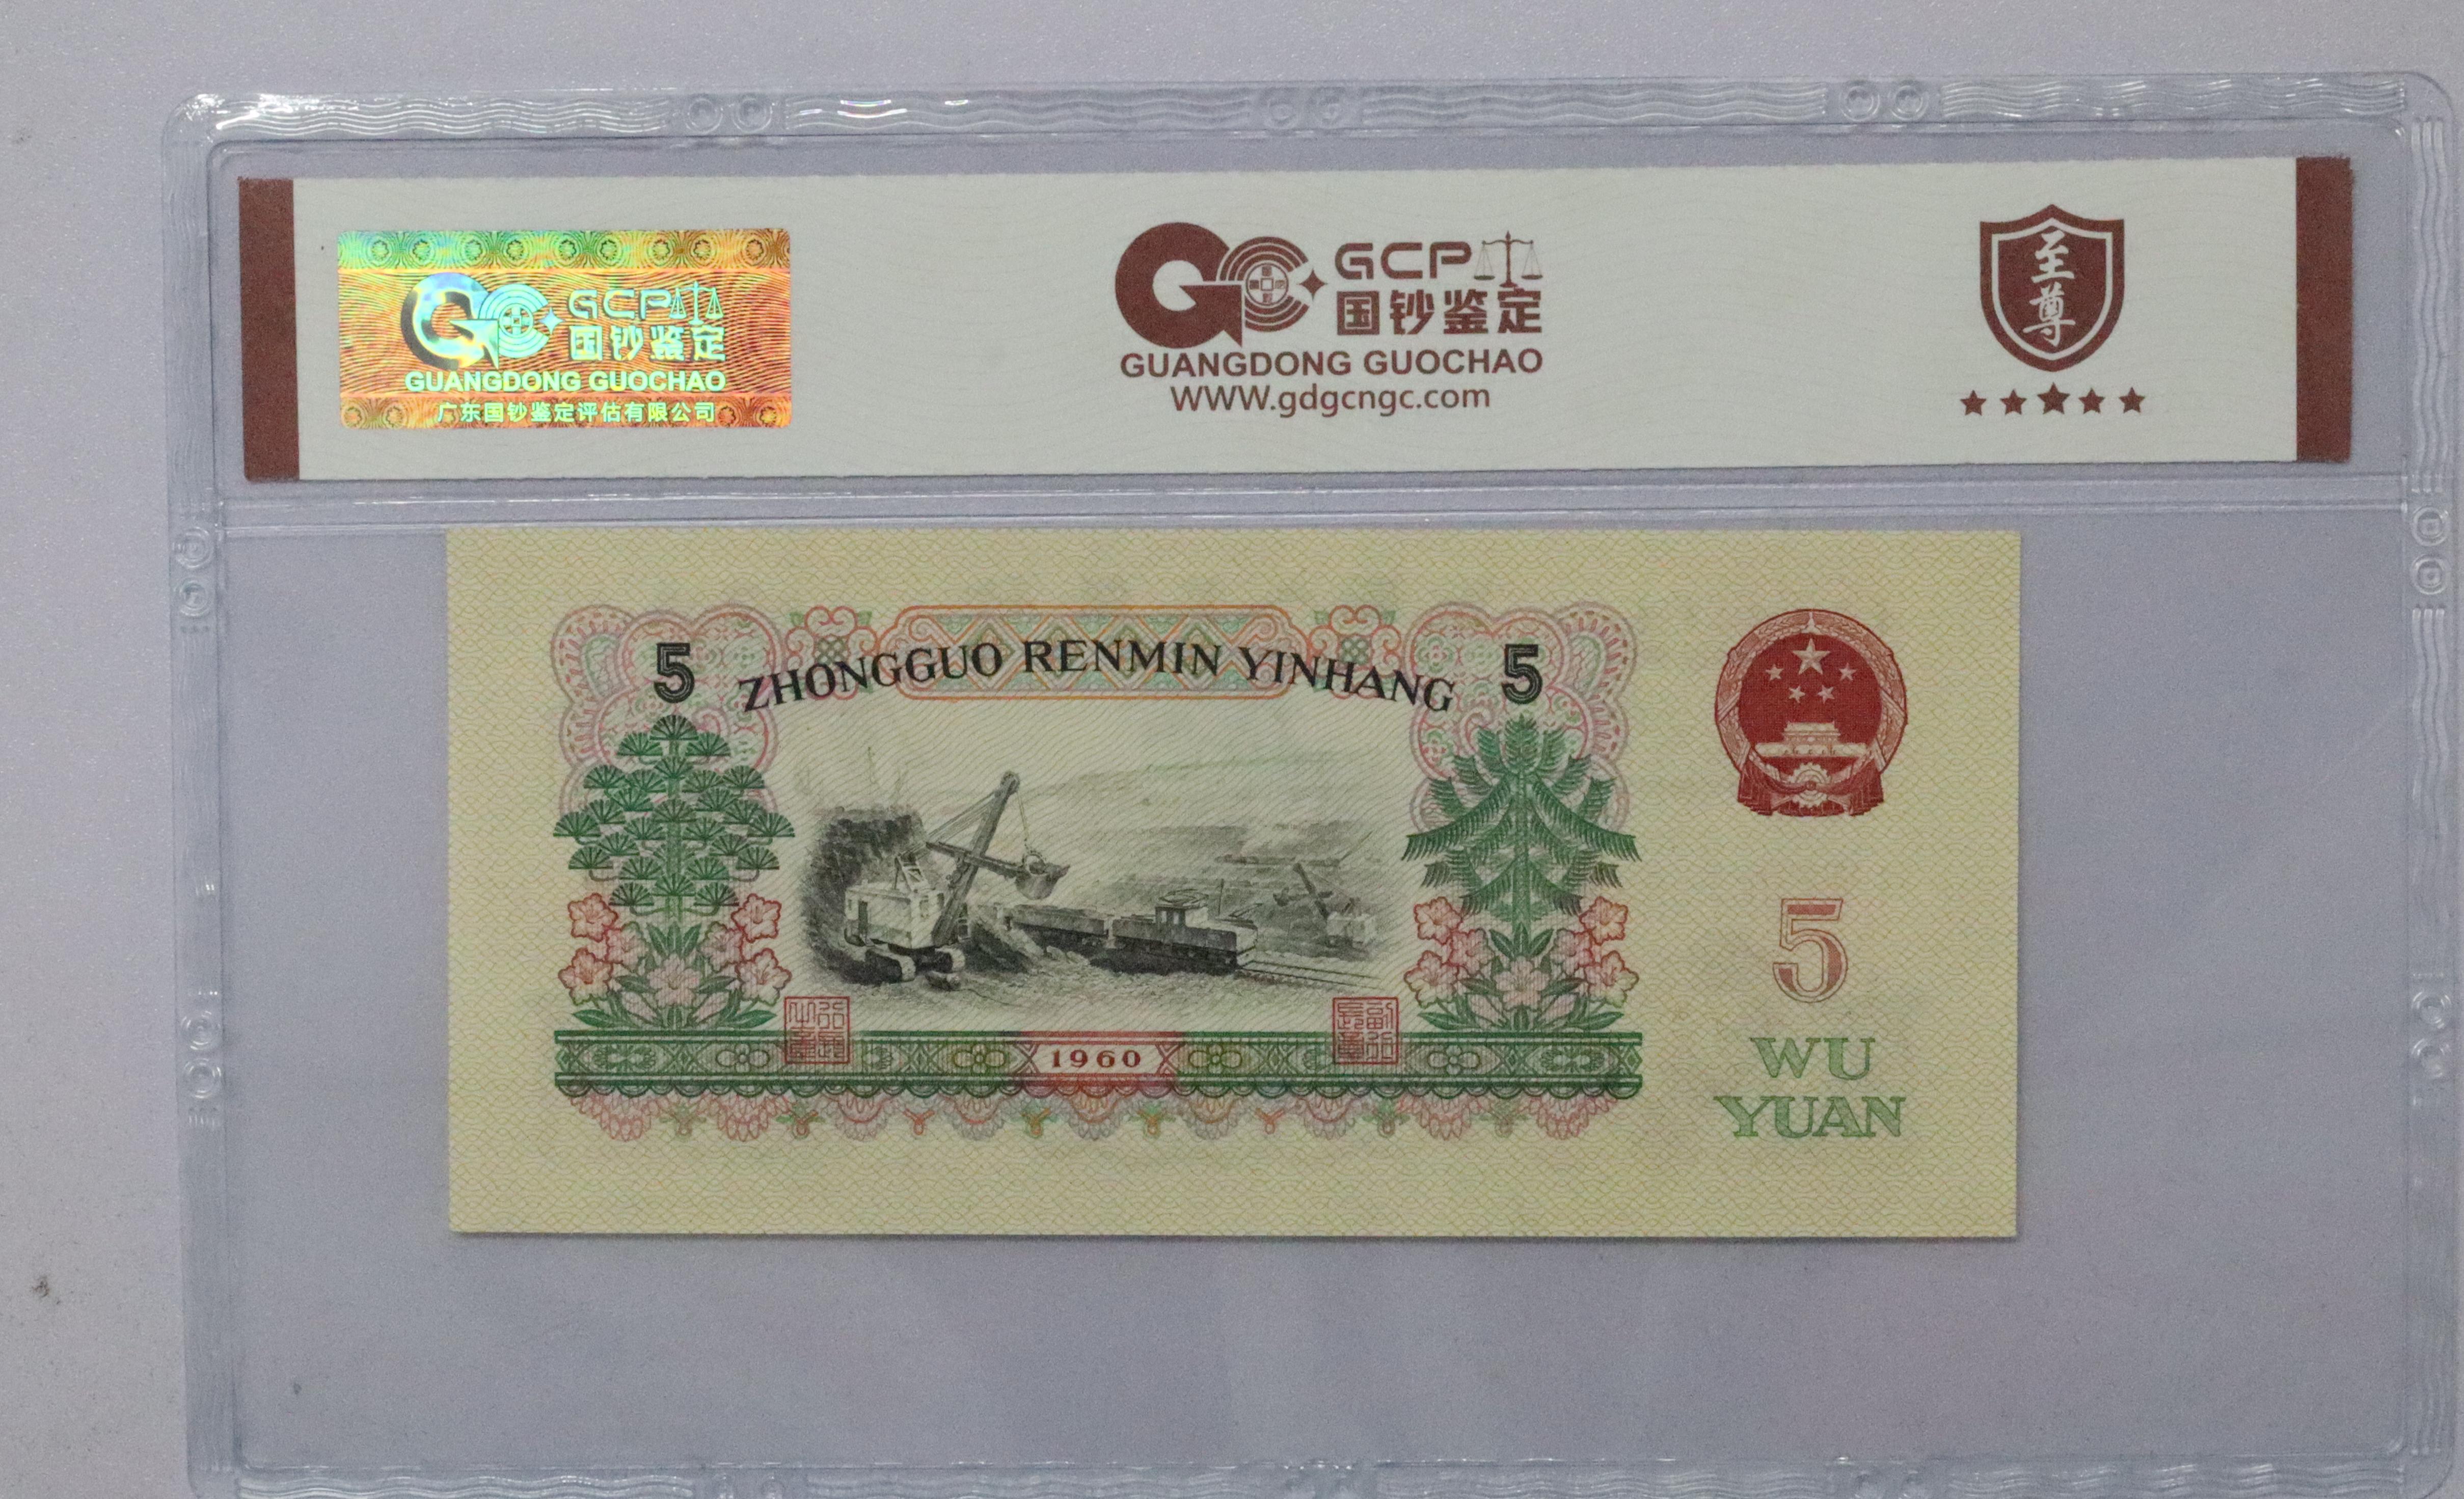 GCP
国钞鉴定
GUANGDONG GUOCHAO
广东国钞鉴定评估有限公司
GCP
国钞鉴定
GUANGDONG GUOCHAO
WWW.gdgcngc.com
至尊
5 ZHONGGUO RENMIN YINHANG 5
1960
5
WU
YUAN